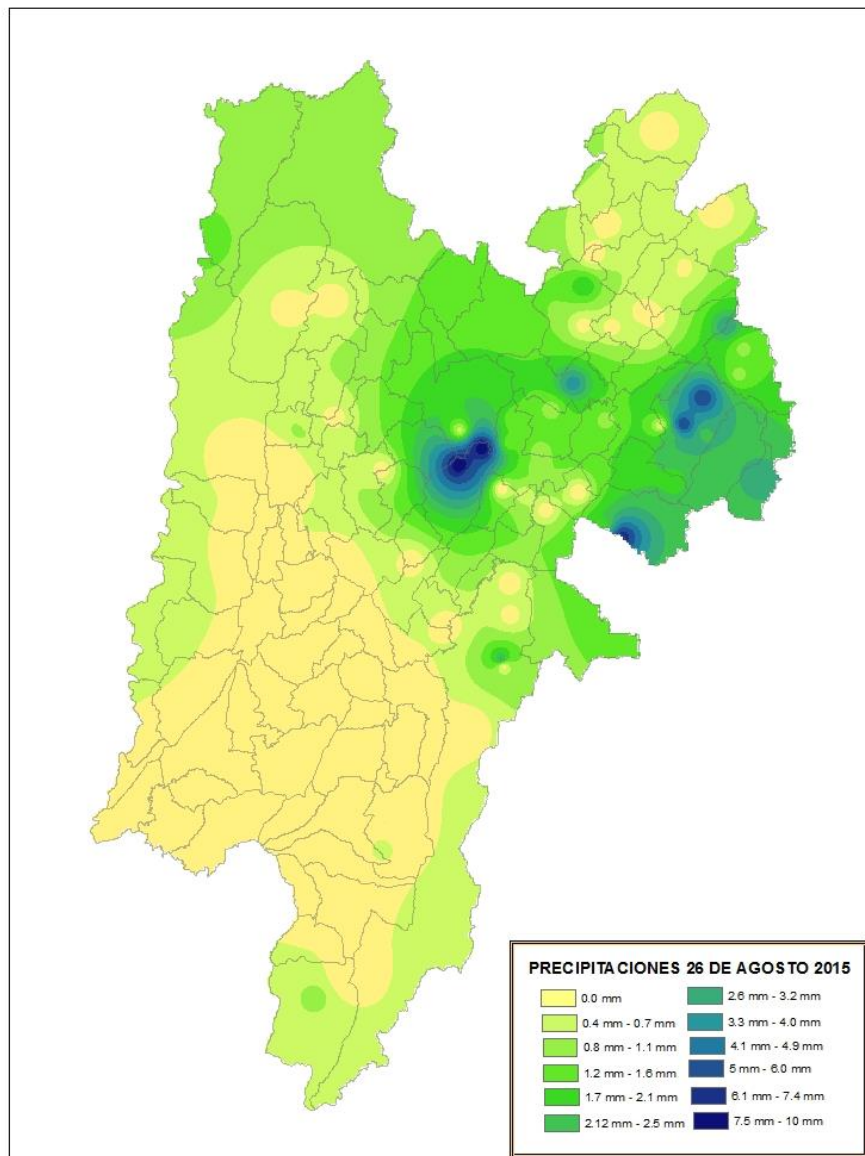 PRECIPITACIONES 26 DE AGOSTO 2015
0.0 mm
0.4 mm - 0.7 mm
0.8 mm - 1.1 mm
1.2 mm - 1.6 mm
1.7 mm - 2.1 mm
2.12 mm - 2.5 mm
2.6 mm - 3.2 mm
3.3 mm - 4.0 mm
4.1 mm - 4.9 mm
5 mm - 6.0 mm
6.1 mm - 7.4 mm
7.5 mm - 10 mm